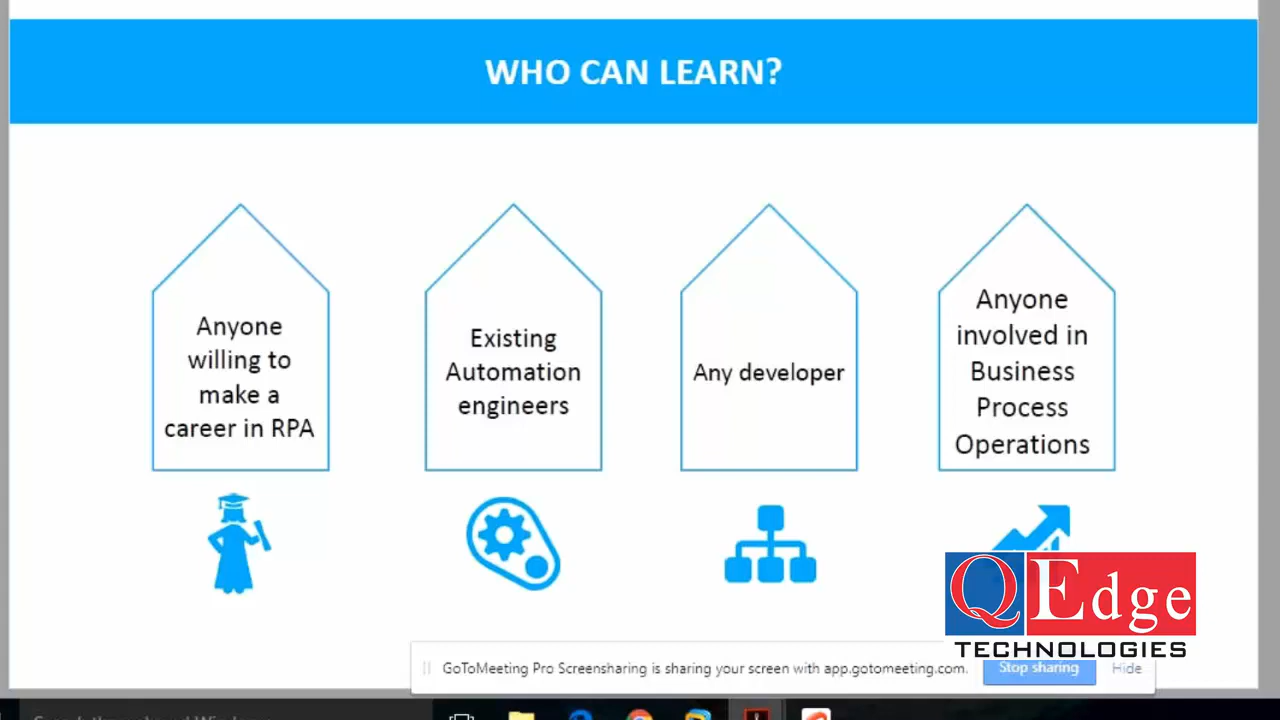 WHO CAN LEARN?
Anyone
willing to
make a
career in RPA
Existing
Automation
engineers
Any developer
Anyone
involved in
Business
Process
Operations
QEdge
TECHNOLOGIES
GoToMeeting Pro Screensharing is sharing your screen with app.gotomeeting.com.
Stop sharing
Hide